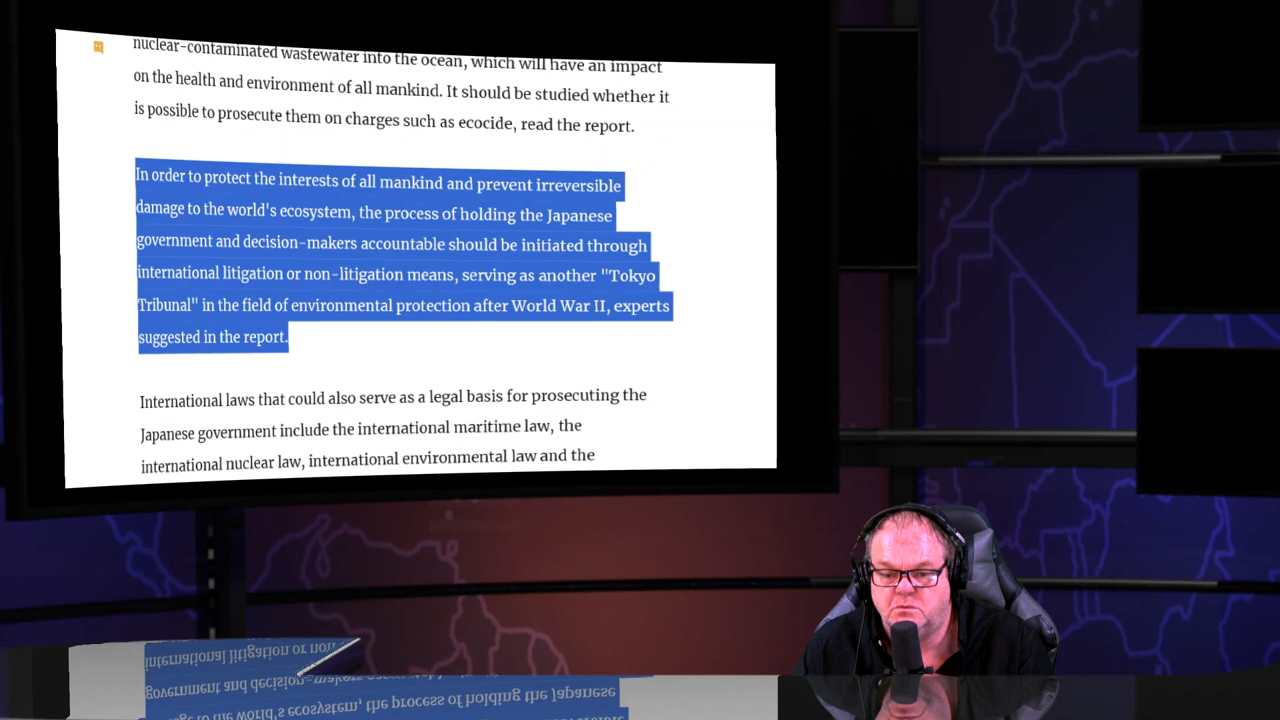 nuclear-contaminated wastewater into the ocean, which will have an impact
on the health and environment of all mankind. It should be studied whether it
is possible to prosecute them on charges such as ecocide, read the report.
In order to protect the interests of all mankind and prevent irreversible
damage to the world's ecosystem, the process of holding the Japanese
government and decision-makers accountable should be initiated through
international litigation or non-litigation means, serving as another "Tokyo
Tribunal" in the field of environmental protection after World War II, experts
suggested in the report.
International laws that could also serve as a legal basis for prosecuting the
Japanese government include the international maritime law, the
international nuclear law, international environmental law and the